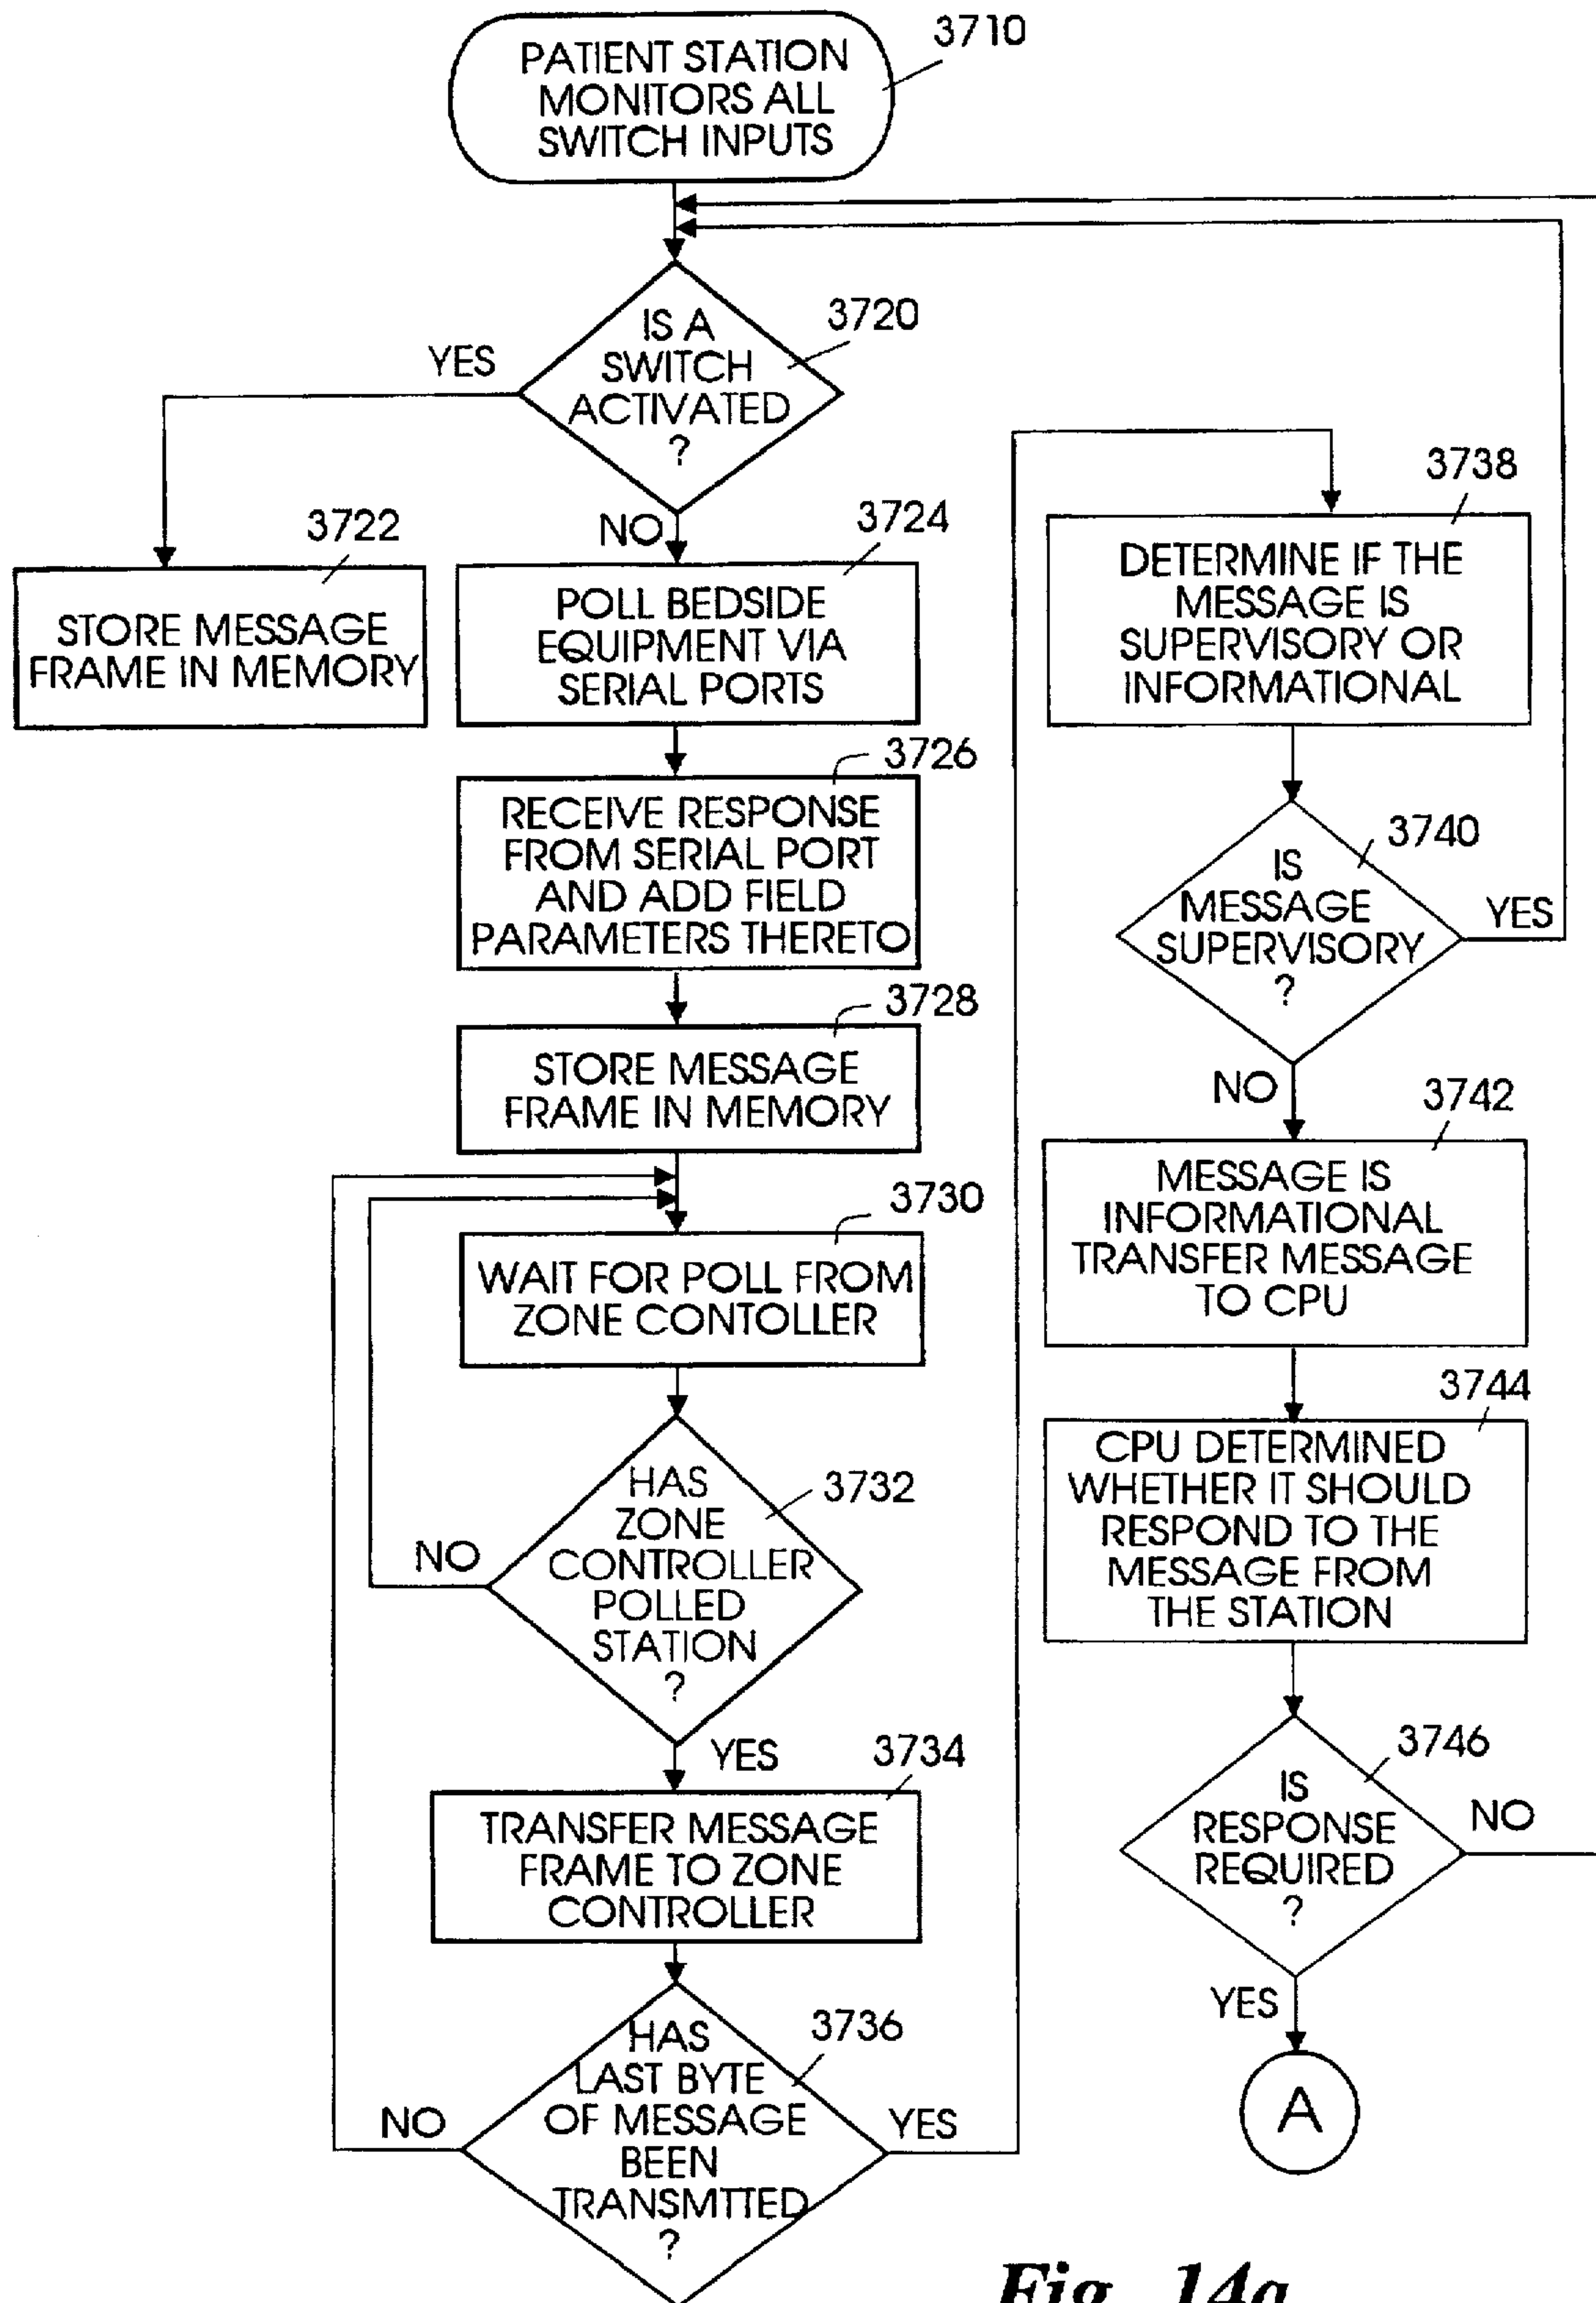 3710
PATIENT STATION
MONITORS ALL
SWITCH INPUTS
3720
IS A
SWITCH
ACTIVATED
?
YES
NO
3722
STORE MESSAGE
FRAME IN MEMORY
3724
POLL BEDSIDE
EQUIPMENT VIA
SERIAL PORTS
3726
RECEIVE RESPONSE
FROM SERIAL PORT
AND ADD FIELD
PARAMETERS THERETO
3728
STORE MESSAGE
FRAME IN MEMORY
3730
WAIT FOR POLL FROM
ZONE CONTOLLER
3732
HAS
ZONE
CONTROLLER
POLLED
STATION
?
NO
YES
3734
TRANSFER MESSAGE
FRAME TO ZONE
CONTROLLER
3736
HAS
LAST BYTE
OF MESSAGE
BEEN
TRANSMTTED
?
NO
YES
3738
DETERMINE IF THE
MESSAGE IS
SUPERVISORY OR
INFORMATIONAL
3740
IS
MESSAGE
SUPERVISORY
?
YES
NO
3742
MESSAGE IS
INFORMATIONAL
TRANSFER MESSAGE
TO CPU
3744
CPU DETERMINED
WHETHER IT SHOULD
RESPOND TO THE
MESSAGE FROM
THE STATION
3746
IS
RESPONSE
REQUIRED
?
NO
YES
A
Fig. 14a